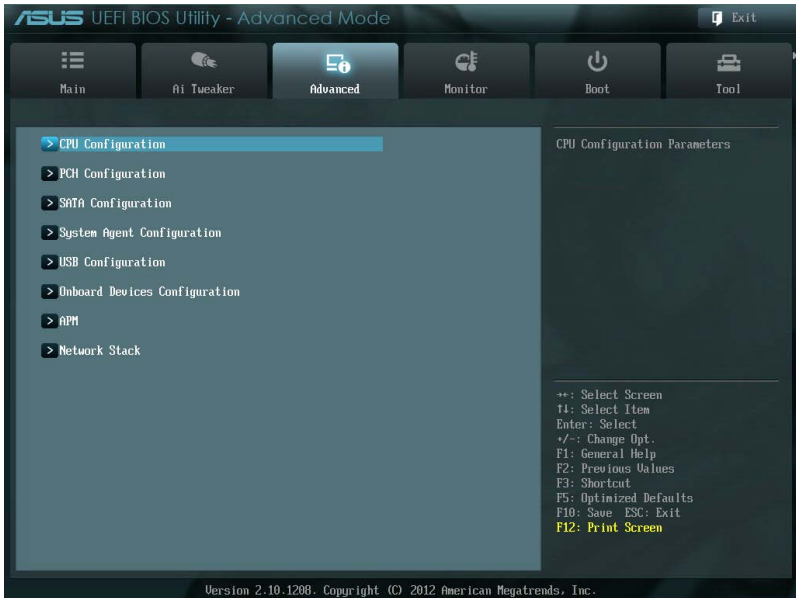 ASUS UEFI BIOS Utility - Advanced Mode
Exit
Main
Ai Tweaker
Advanced
Monitor
Boot
Tool
> CPU Configuration
> PCH Configuration
> SATA Configuration
> System Agent Configuration
> USB Configuration
> Onboard Devices Configuration
> APM
> Network Stack
CPU Configuration Parameters
→←: Select Screen
↑↓: Select Item
Enter: Select
+/-: Change Opt.
F1: General Help
F2: Previous Values
F3: Shortcut
F5: Optimized Defaults
F10: Save  ESC: Exit
F12: Print Screen
Version 2.10.1208. Copyright (C) 2012 American Megatrends, Inc.